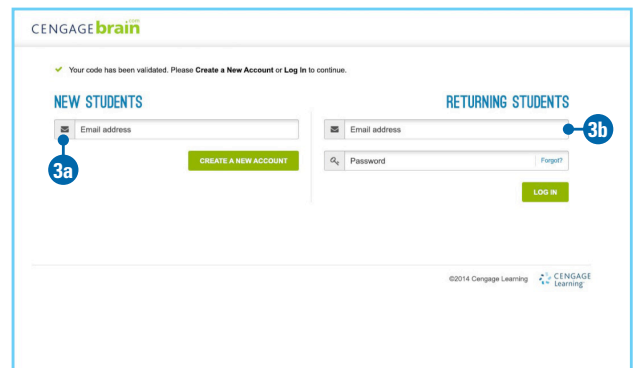 CENGAGEbrain.com
✓ Your code has been validated. Please Create a New Account or Log In to continue.
NEW STUDENTS
Email address
CREATE A NEW ACCOUNT
3a
RETURNING STUDENTS
Email address
3b
Password
Forgot?
LOG IN
©2014 Cengage Learning
CENGAGE
Learning